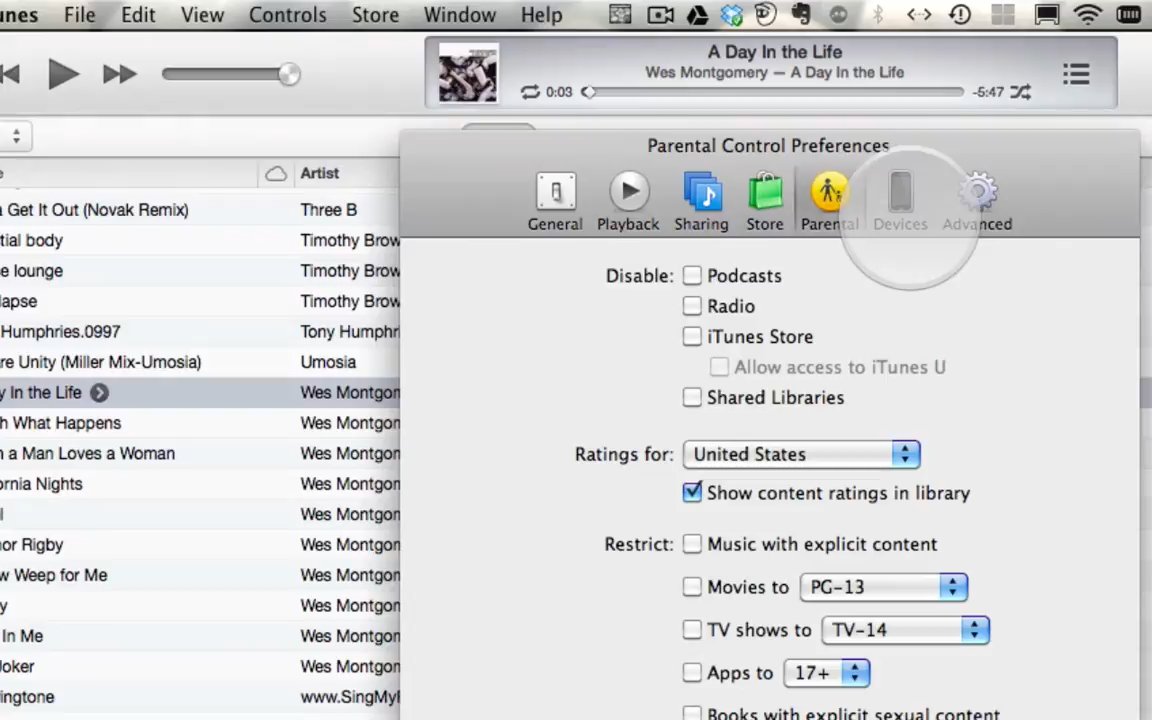 unes File Edit View Controls Store Window Help
A Day In the Life
Wes Montgomery — A Day in the Life
0:03 -5:47
Parental Control Preferences
e Artist
General Playback Sharing Store Parental Devices Advanced
a Get It Out (Novak Remix) Three B
tial body Timothy Brow
e lounge Timothy Brow
lapse Timothy Brow
Humphries.0997 Tony Humphr
re Unity (Miller Mix-Umosia) Umosia
y In the Life Wes Montgon
h What Happens Wes Montgon
n a Man Loves a Woman Wes Montgon
ornia Nights Wes Montgon
l Wes Montgon
nor Rigby Wes Montgon
w Weep for Me Wes Montgon
y Wes Montgon
In Me Wes Montgon
Joker Wes Montgon
ingtone www.SingMyF
Disable: Podcasts
Radio
iTunes Store
Allow access to iTunes U
Shared Libraries
Ratings for: United States
Show content ratings in library
Restrict: Music with explicit content
Movies to PG-13
TV shows to TV-14
Apps to 17+
Books with explicit sexual content